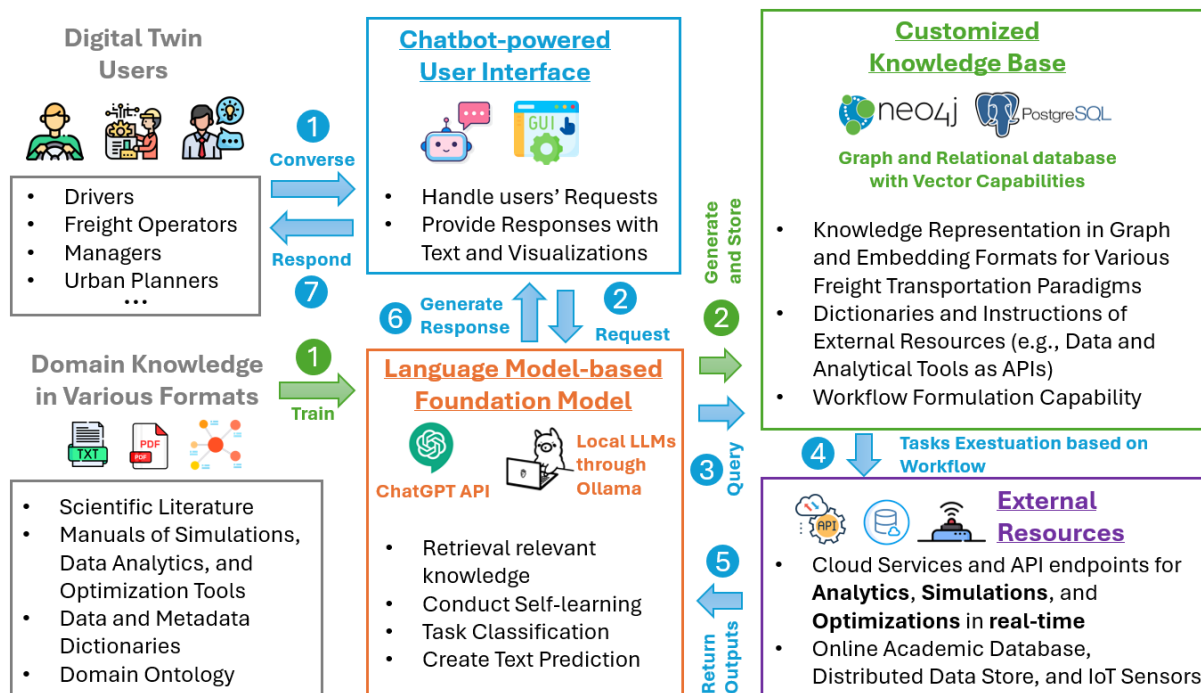 Digital Twin
Users
• Drivers
• Freight Operators
• Managers
• Urban Planners
...
1
Converse
Respond
7
Chatbot-powered
User Interface
GUI
• Handle users' Requests
• Provide Responses with
Text and Visualizations
6
Generate
Response
2
Request
Domain Knowledge
in Various Formats
TXT
PDF
PDF
• Scientific Literature
• Manuals of Simulations,
Data Analytics, and
Optimization Tools
• Data and Metadata
Dictionaries
• Domain Ontology
1
Train
Language Model-based
Foundation Model
ChatGPT API
Local LLMs
through
Ollama
• Retrieval relevant
knowledge
• Conduct Self-learning
• Task Classification
• Create Text Prediction
Generate
and Store
2
3
Query
5
Return
Outputs
Customized
Knowledge Base
neo4j
PostgreSQL
Graph and Relational database
with Vector Capabilities
• Knowledge Representation in Graph
and Embedding Formats for Various
Freight Transportation Paradigms
• Dictionaries and Instructions of
External Resources (e.g., Data and
Analytical Tools as APIs)
• Workflow Formulation Capability
4
Tasks Exestuation based on
Workflow
API
External
Resources
• Cloud Services and API endpoints for
Analytics, Simulations, and
Optimizations in real-time
• Online Academic Database,
Distributed Data Store, and IoT Sensors